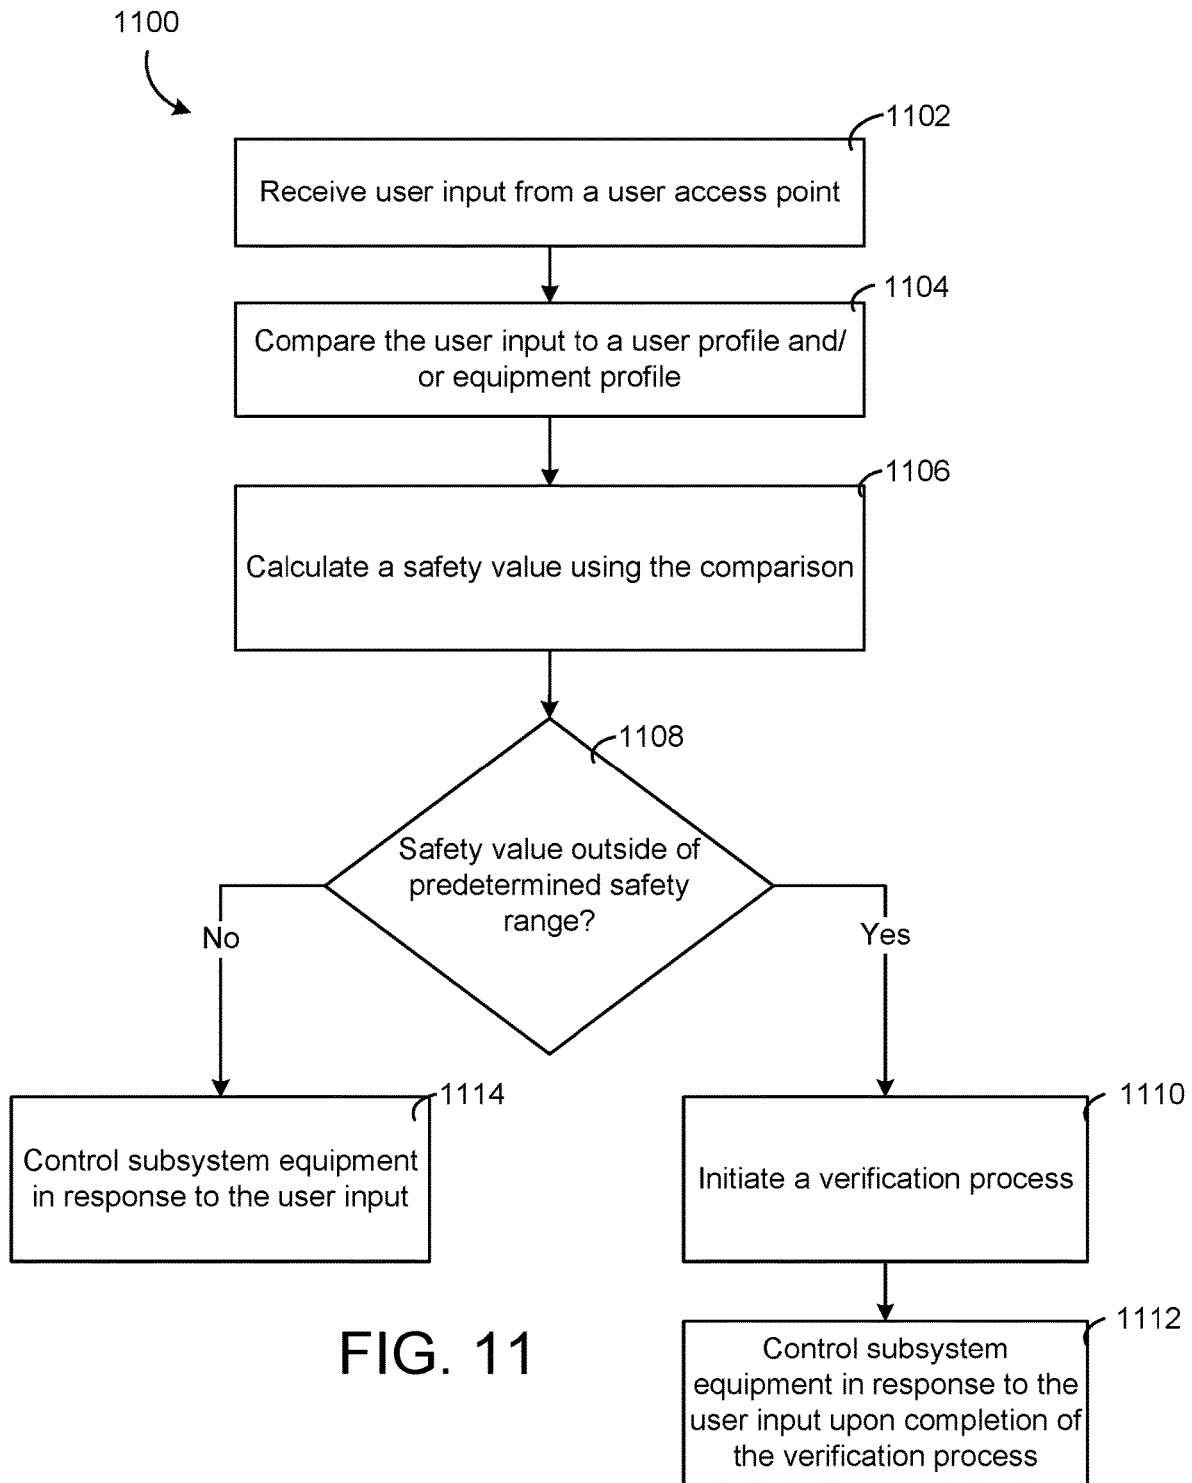 1100
1102
Receive user input from a user access point
1104
Compare the user input to a user profile and/
or equipment profile
1106
Calculate a safety value using the comparison
1108
Safety value outside of
predetermined safety
range?
No
Yes
1114
Control subsystem equipment
in response to the user input
1110
Initiate a verification process
1112
Control subsystem
equipment in response to the
user input upon completion of
the verification process
FIG. 11